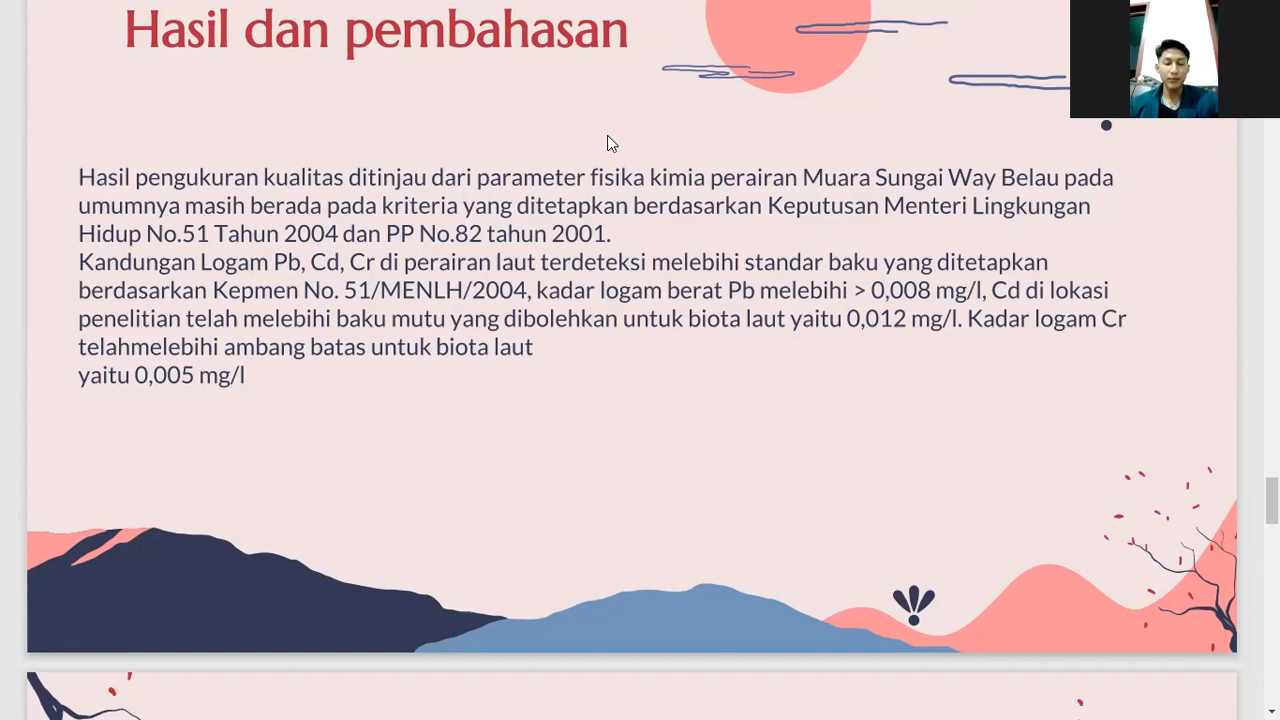 Hasil dan pembahasan
Hasil pengukuran kualitas ditinjau dari parameter fisika kimia perairan Muara Sungai Way Belau pada
umumnya masih berada pada kriteria yang ditetapkan berdasarkan Keputusan Menteri Lingkungan
Hidup No.51 Tahun 2004 dan PP No.82 tahun 2001.
Kandungan Logam Pb, Cd, Cr di perairan laut terdeteksi melebihi standar baku yang ditetapkan
berdasarkan Kepmen No. 51/MENLH/2004, kadar logam berat Pb melebihi > 0,008 mg/l, Cd di lokasi
penelitian telah melebihi baku mutu yang dibolehkan untuk biota laut yaitu 0,012 mg/l. Kadar logam Cr
telahmelebihi ambang batas untuk biota laut
yaitu 0,005 mg/l